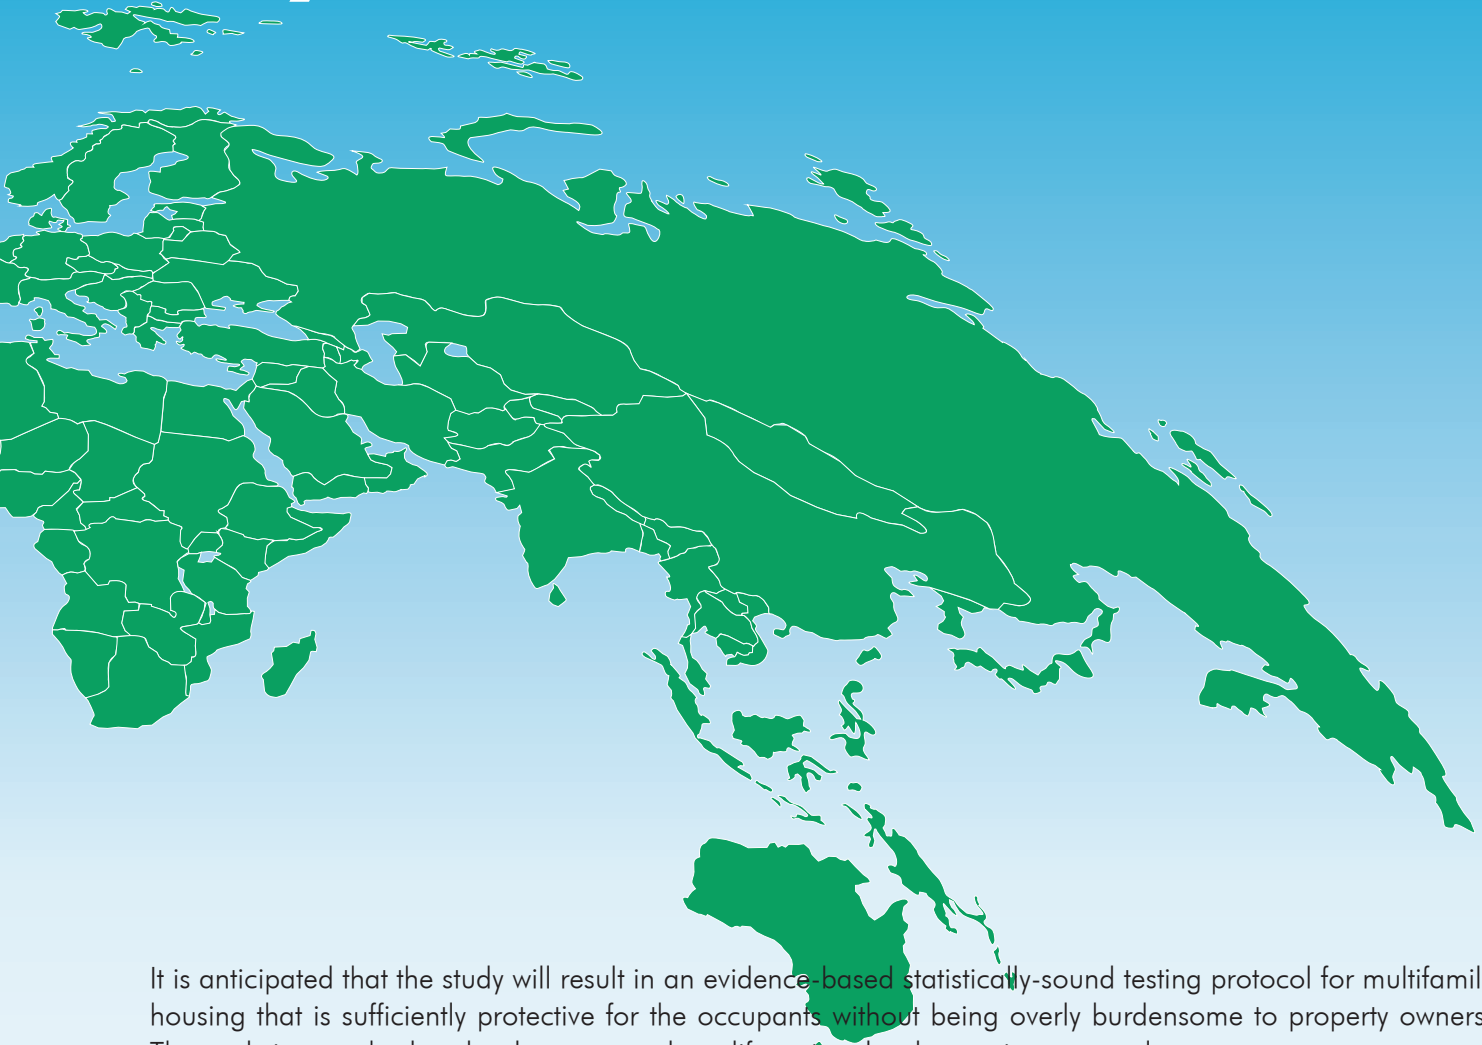 It is anticipated that the study will result in an evidence-based statistically-sound testing protocol for multifamil
housing that is sufficiently protective for the occupants without being overly burdensome to property owners